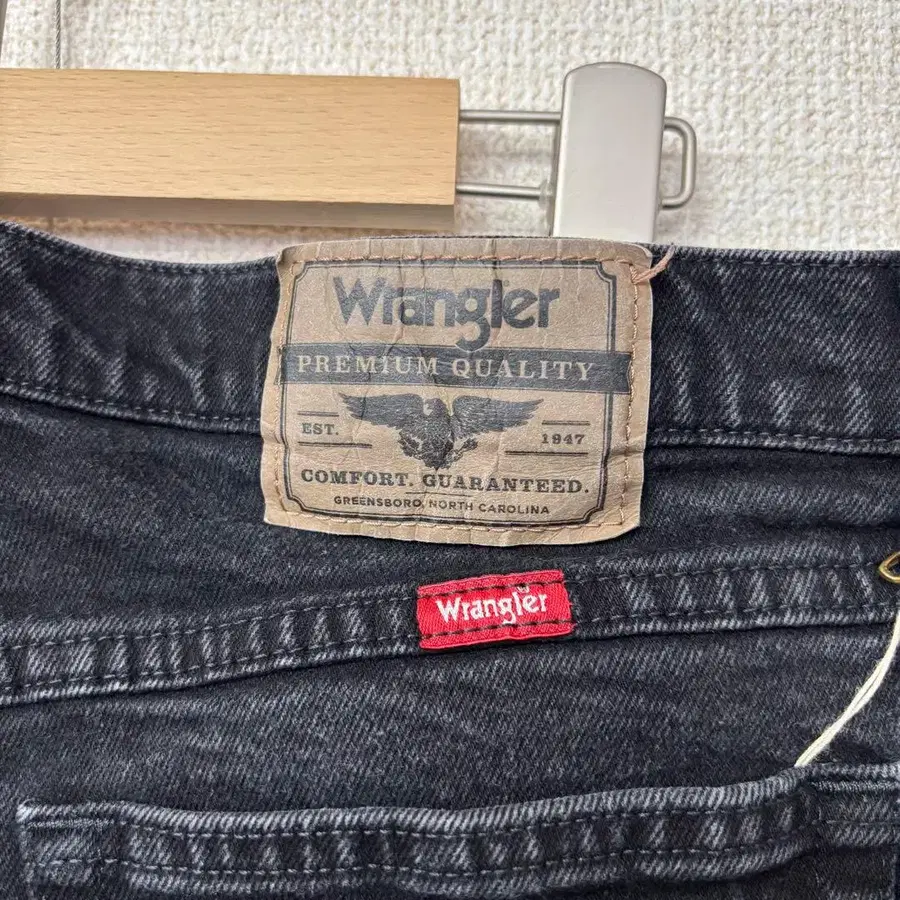 Wrangler
PREMIUM QUALITY
EST. 1947
COMFORT. GUARANTEED.
GREENSBORO, NORTH CAROLINA
Wrangler